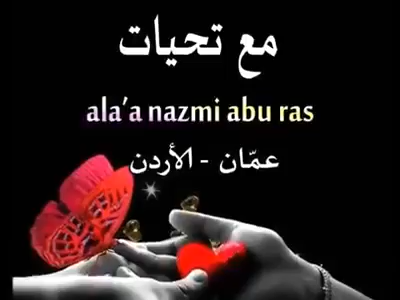 مع تحيات
ala'a nazmi abu ras
عمّان - الأردن